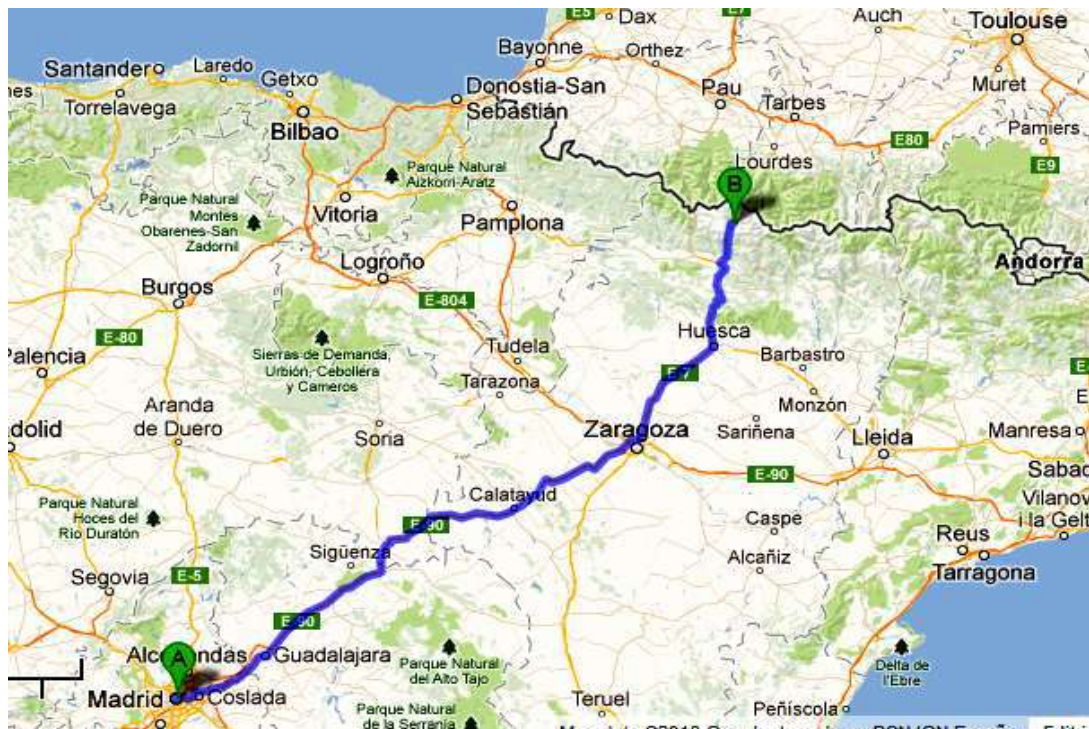 E5
Dax
E7
Auch
Toulouse
Bayonne
Orthez
Muret
Santander
Laredo
Getxo
Donostia-San
Sebastián
Pau
Tarbes
Torrelavega
Bilbao
Pamiers
E80
E9
Lourdes
Parque Natural
Aizkorri-Aratz
B
Parque Natural
Montes
Obarenes-San
Zadornil
Vitoria
Pamplona
Logroño
Andorra
Burgos
E-804
E-80
Huesca
Palencia
Sierras de Demanda,
Urbión, Cebollera
y Cameros
Tudela
Barbastro
E-7
Tarazona
Monzón
Aranda
de Duero
Soria
Zaragoza
Sariñena
Lleida
Manresa
dolid
E-90
Sabad
Calatayud
Parque Natural
Hoces del
Río Duratón
E-90
Vilanov
i la Gelt
Caspe
Sigüenza
Alcañiz
Reus
Tarragona
Segovia
E-5
E-90
Guadalajara
Parque Natural
del Alto Tajo
Delta de
l'Ebre
A
Madrid
Coslada
Teruel
Peñíscola
Parque Natural
de la Serranía